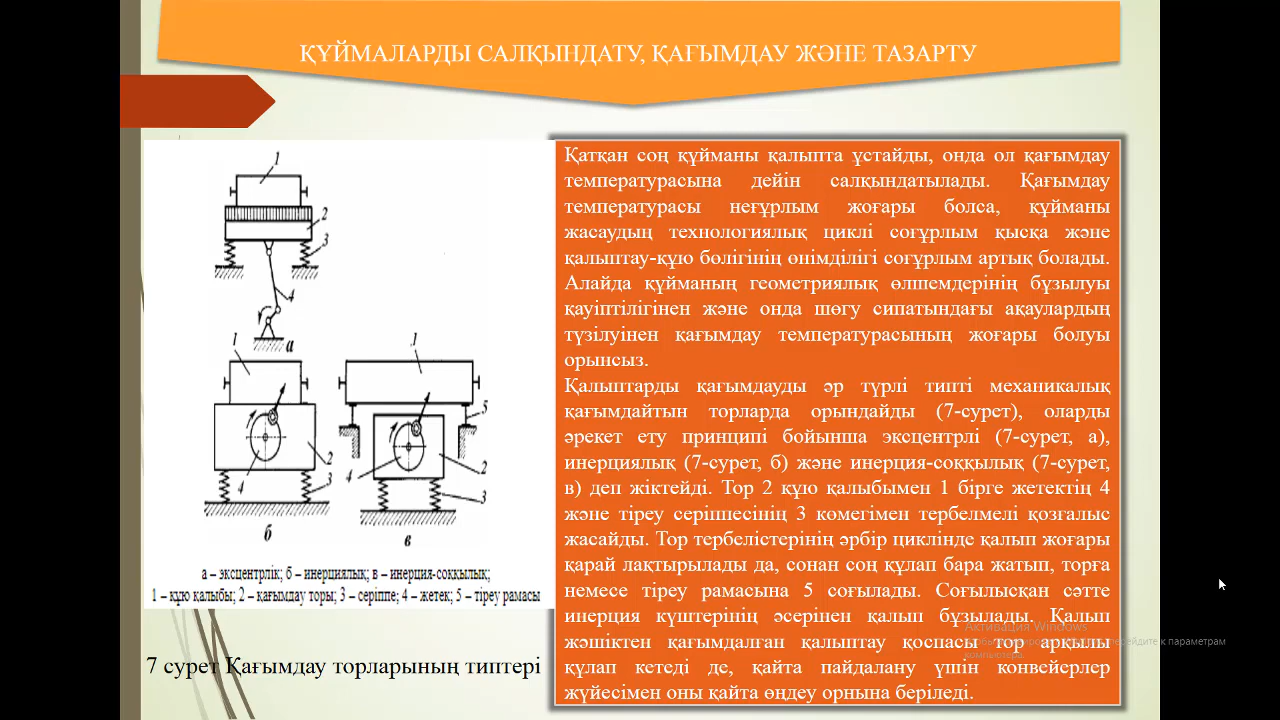 ҚҰЙМАЛАРДЫ САЛҚЫНДАТУ, ҚАҒЫМДАУ ЖӘНЕ ТАЗАРТУ
1
2
3
4
а
1
2
3
4
б
1
5
2
3
4
в
а – эксцентрлік; б – инерциялық; в – инерция-соққылық;
1 – құю қалыбы; 2 – қағымдау торы; 3 – серіппе; 4 – жетек; 5 – тіреу рамасы
7 сурет Қағымдау торларының типтері
Қатқан соң құйманы қалыпта ұстайды, онда ол қағымдау
температурасына дейін салқындатылады. Қағымдау
температурасы неғұрлым жоғары болса, құйманы
жасаудың технологиялық циклі соғұрлым қысқа және
қалыптау-құю бөлігінің өнімділігі соғұрлым артық болады.
Алайда құйманың геометриялық өлшемдерінің бұзылуы
қауіптілігінен және онда шөгу сипатындағы ақаулардың
түзілуінен қағымдау температурасының жоғары болуы
орынсыз.
Қалыптарды қағымдауды әр түрлі типті механикалық
қағымдайтын торларда орындайды (7-сурет), оларды
әрекет ету принципі бойынша эксцентрлі (7-сурет, а),
инерциялық (7-сурет, б) және инерция-соққылық (7-сурет,
в) деп жіктейді. Тор 2 құю қалыбымен 1 бірге жетектің 4
және тіреу серіппесінің 3 көмегімен тербелмелі қозғалыс
жасайды. Тор тербелістерінің әрбір циклінде қалып жоғары
қарай лақтырылады да, сонан соң құлап бара жатып, торға
немесе тіреу рамасына 5 соғылады. Соғылысқан сәтте
инерция күштерінің әсерінен қалып бұзылады. Қалып
жәшіктен қағымдалған қалыптау қоспасы тор арқылы
құлап кетеді де, қайта пайдалану үшін конвейерлер
жүйесімен оны қайта өңдеу орнына беріледі.
Активация Windows
перейдите к параметрам
компьютера.